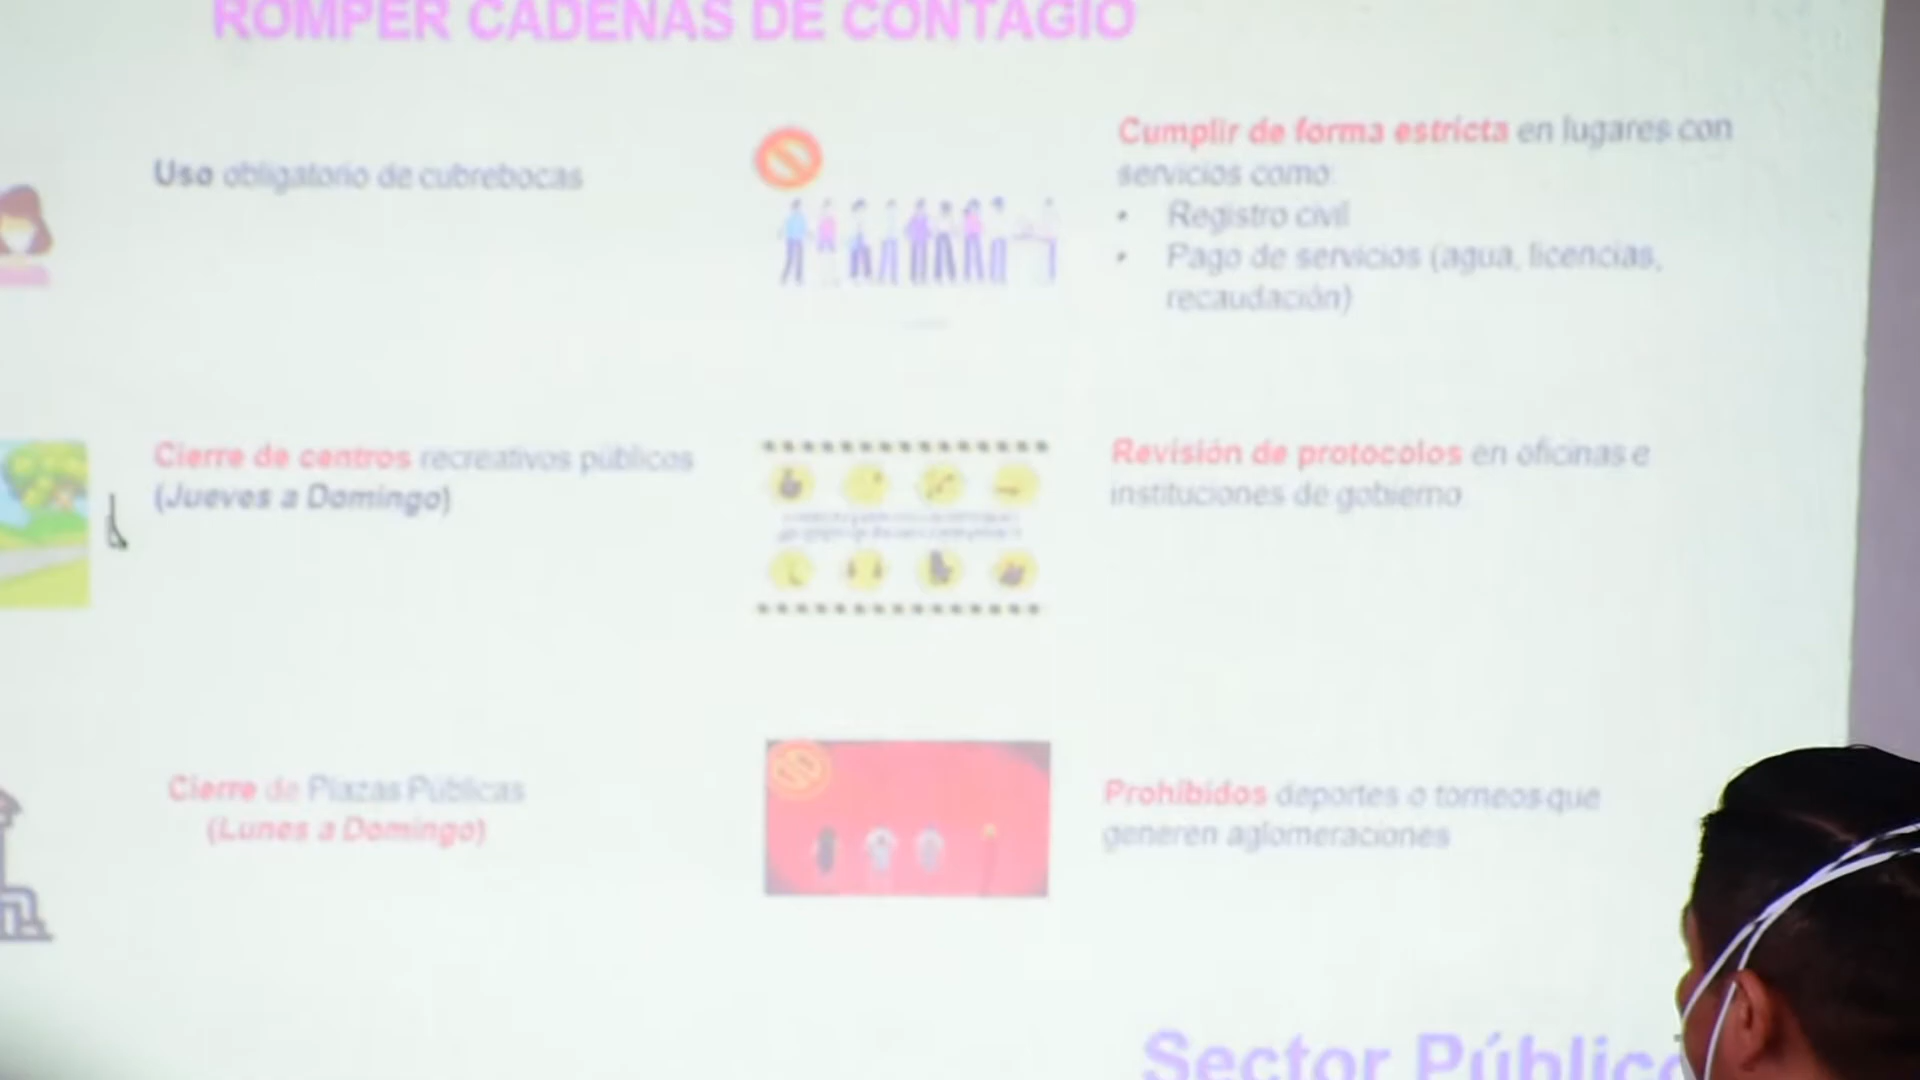 ROMPER CADENAS DE CONTAGIO
Uso obligatorio de cubrebocas
Cierre de centros recreativos públicos
(Jueves a Domingo)
Cierre de Plazas Públicas
(Lunes a Domingo)
Cumplir de forma estricta en lugares con
servicios como:
• Registro civil
• Pago de servicios (agua, licencias,
recaudación)
Revisión de protocolos en oficinas e
instituciones de gobierno
Prohibidos deportes o torneos que
generen aglomeraciones
Sector Público